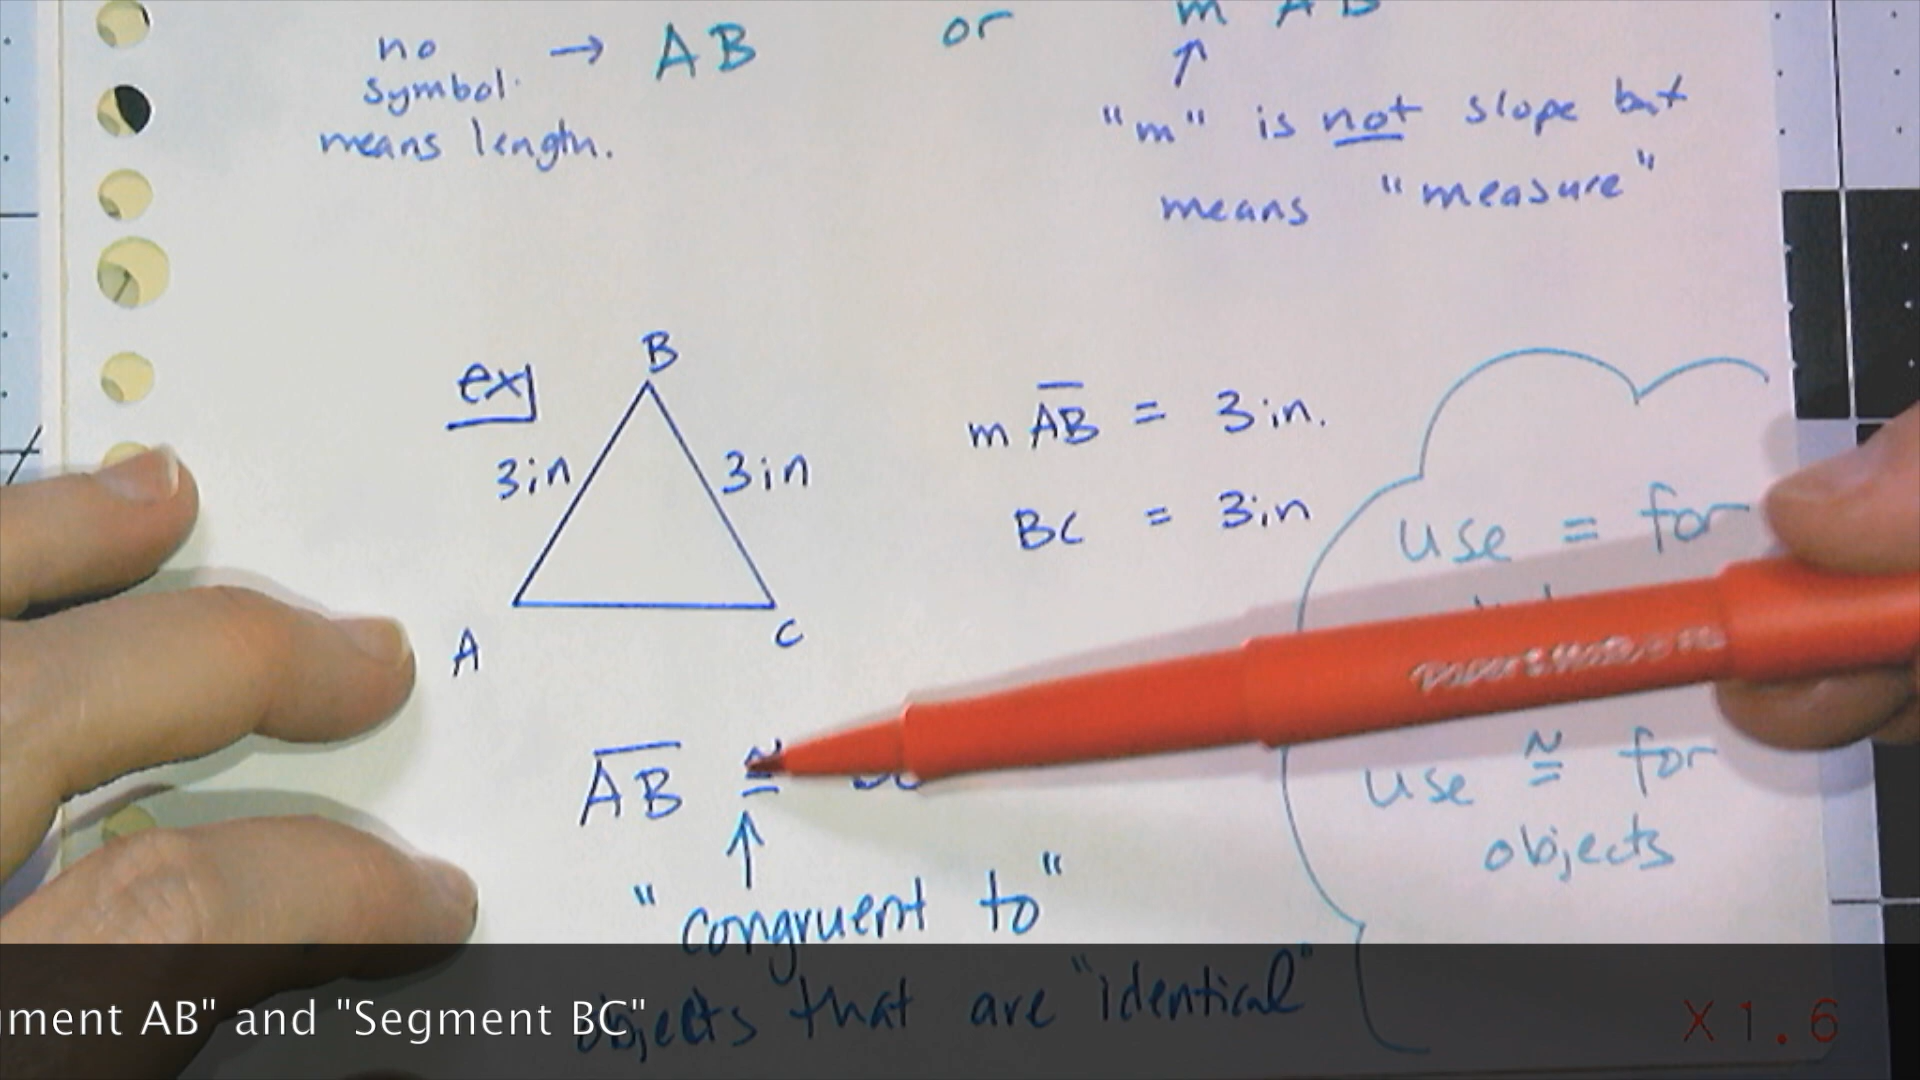 no → AB or m AB
symbol.
means length.
↑
"m" is not slope but
means "measure"
ex
B
3in
3in
A
C
m A̅B̅ = 3in.
BC = 3in
use = for
A̅B̅ ≅
↑
"congruent to"
objects that are "identical"
use ≅ for
objects
Paper Mate
gment AB" and "Segment BC"
X1.6